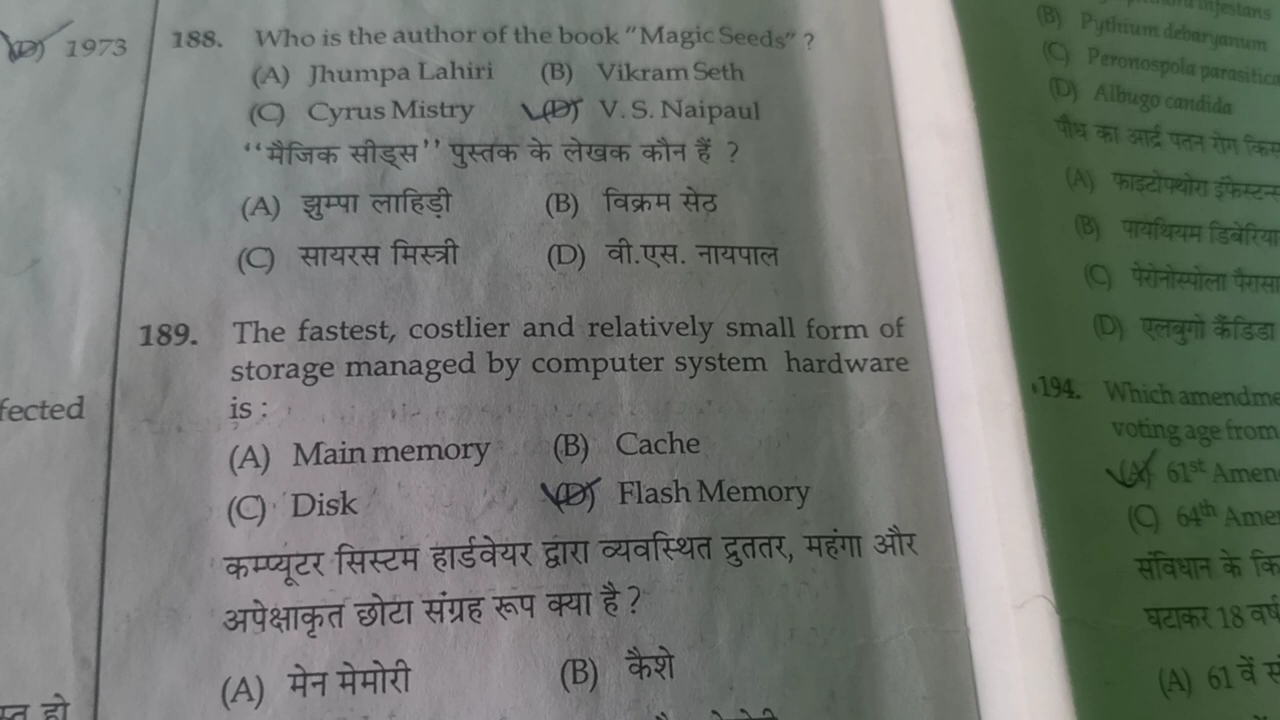 (D) 1973
fected
188. Who is the author of the book "Magic Seeds" ?
(A) Jhumpa Lahiri (B) Vikram Seth
(C) Cyrus Mistry (D) V. S. Naipaul
‘‘मैजिक सीड्स’’ पुस्तक के लेखक कौन हैं ?
(A) झुम्पा लाहिड़ी (B) विक्रम सेठ
(C) सायरस मिस्त्री (D) वी.एस. नायपाल
189. The fastest, costlier and relatively small form of
storage managed by computer system hardware
is :
(A) Main memory (B) Cache
(C) Disk (D) Flash Memory
कम्प्यूटर सिस्टम हार्डवेयर द्वारा व्यवस्थित द्रुततर, महंगा और
अपेक्षाकृत छोटा संग्रह रूप क्या है ?
(A) मेन मेमोरी (B) कैशे
infestans
(B) Pythium debaryanum
(C) Peronospora parasitica
(D) Albugo candida
पौध का आर्द्र पतन रोग
(A) फाइटोफ्थोरा इंफेस्टन्स
(B) पायथियम डिबेरिया
(C) पेरोनोस्पोला पैरासा
(D) एलबुगो कैंडिडा
194. Which amendme
voting age from
(A) 61st Amen
(C) 64th Amer
संविधान के कि
घटाकर 18 वर्ष
(A) 61 वें